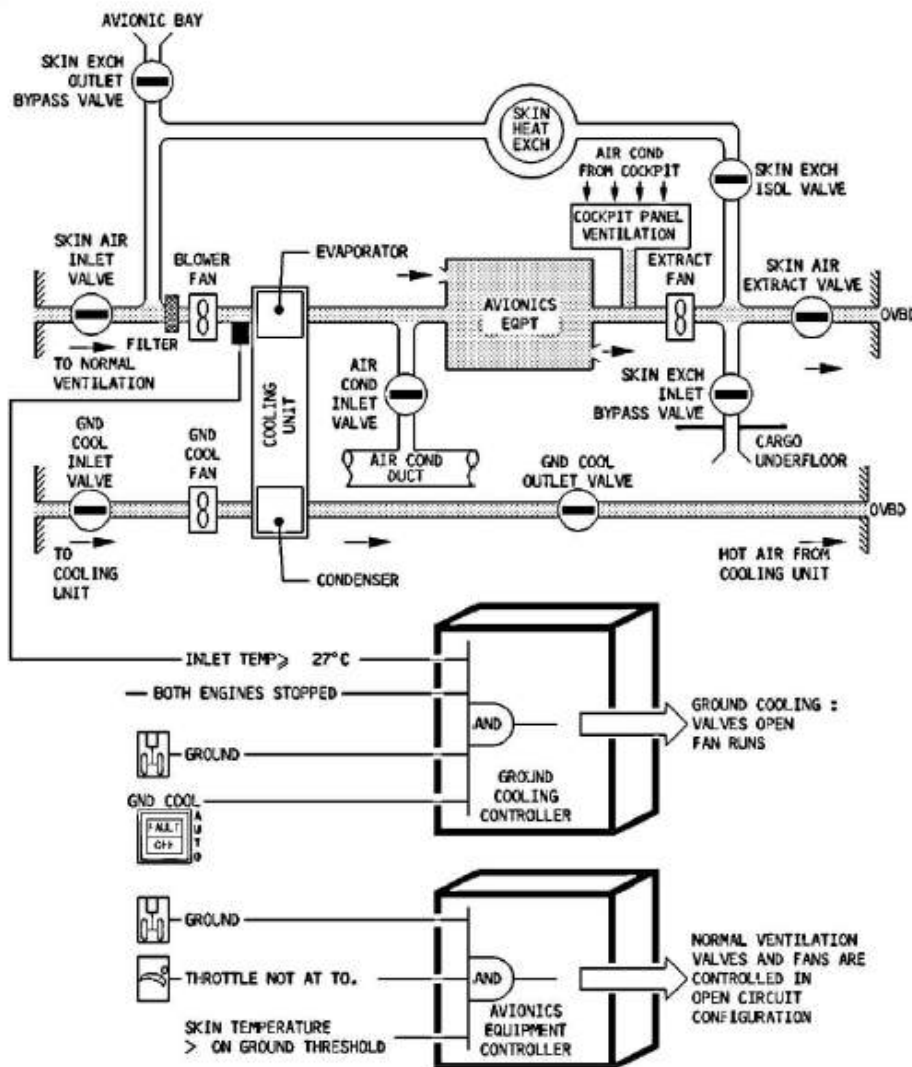 AVIONIC BAY
SKIN EXCH
OUTLET
BYPASS VALVE
SKIN
HEAT
EXCH
AIR COND
FROM COCKPIT
SKIN EXCH
ISOL VALVE
COCKPIT PANEL
VENTILATION
SKIN AIR
INLET
VALVE
BLOWER
FAN
EVAPORATOR
EXTRACT
FAN
SKIN AIR
EXTRACT VALVE
AVIONICS
EQPT
OVBD
FILTER
TO NORMAL
VENTILATION
COOLING
UNIT
AIR
COND
INLET
VALVE
SKIN EXCH
INLET
BYPASS VALVE
GND
COOL
INLET
VALVE
GND
COOL
FAN
AIR COND
DUCT
GND COOL
OUTLET VALVE
CARGO
UNDERFLOOR
OVBD
TO
COOLING
UNIT
CONDENSER
HOT AIR FROM
COOLING UNIT
INLET TEMP ⩾ 27°C
BOTH ENGINES STOPPED
AND
GROUND
GND COOL
FAULT
OFF
AUTO
GROUND
COOLING
CONTROLLER
GROUND COOLING :
VALVES OPEN
FAN RUNS
GROUND
THROTTLE NOT AT TO.
AND
SKIN TEMPERATURE
> ON GROUND THRESHOLD
AVIONICS
EQUIPMENT
CONTROLLER
NORMAL VENTILATION
VALVES AND FANS ARE
CONTROLLED IN
OPEN CIRCUIT
CONFIGURATION